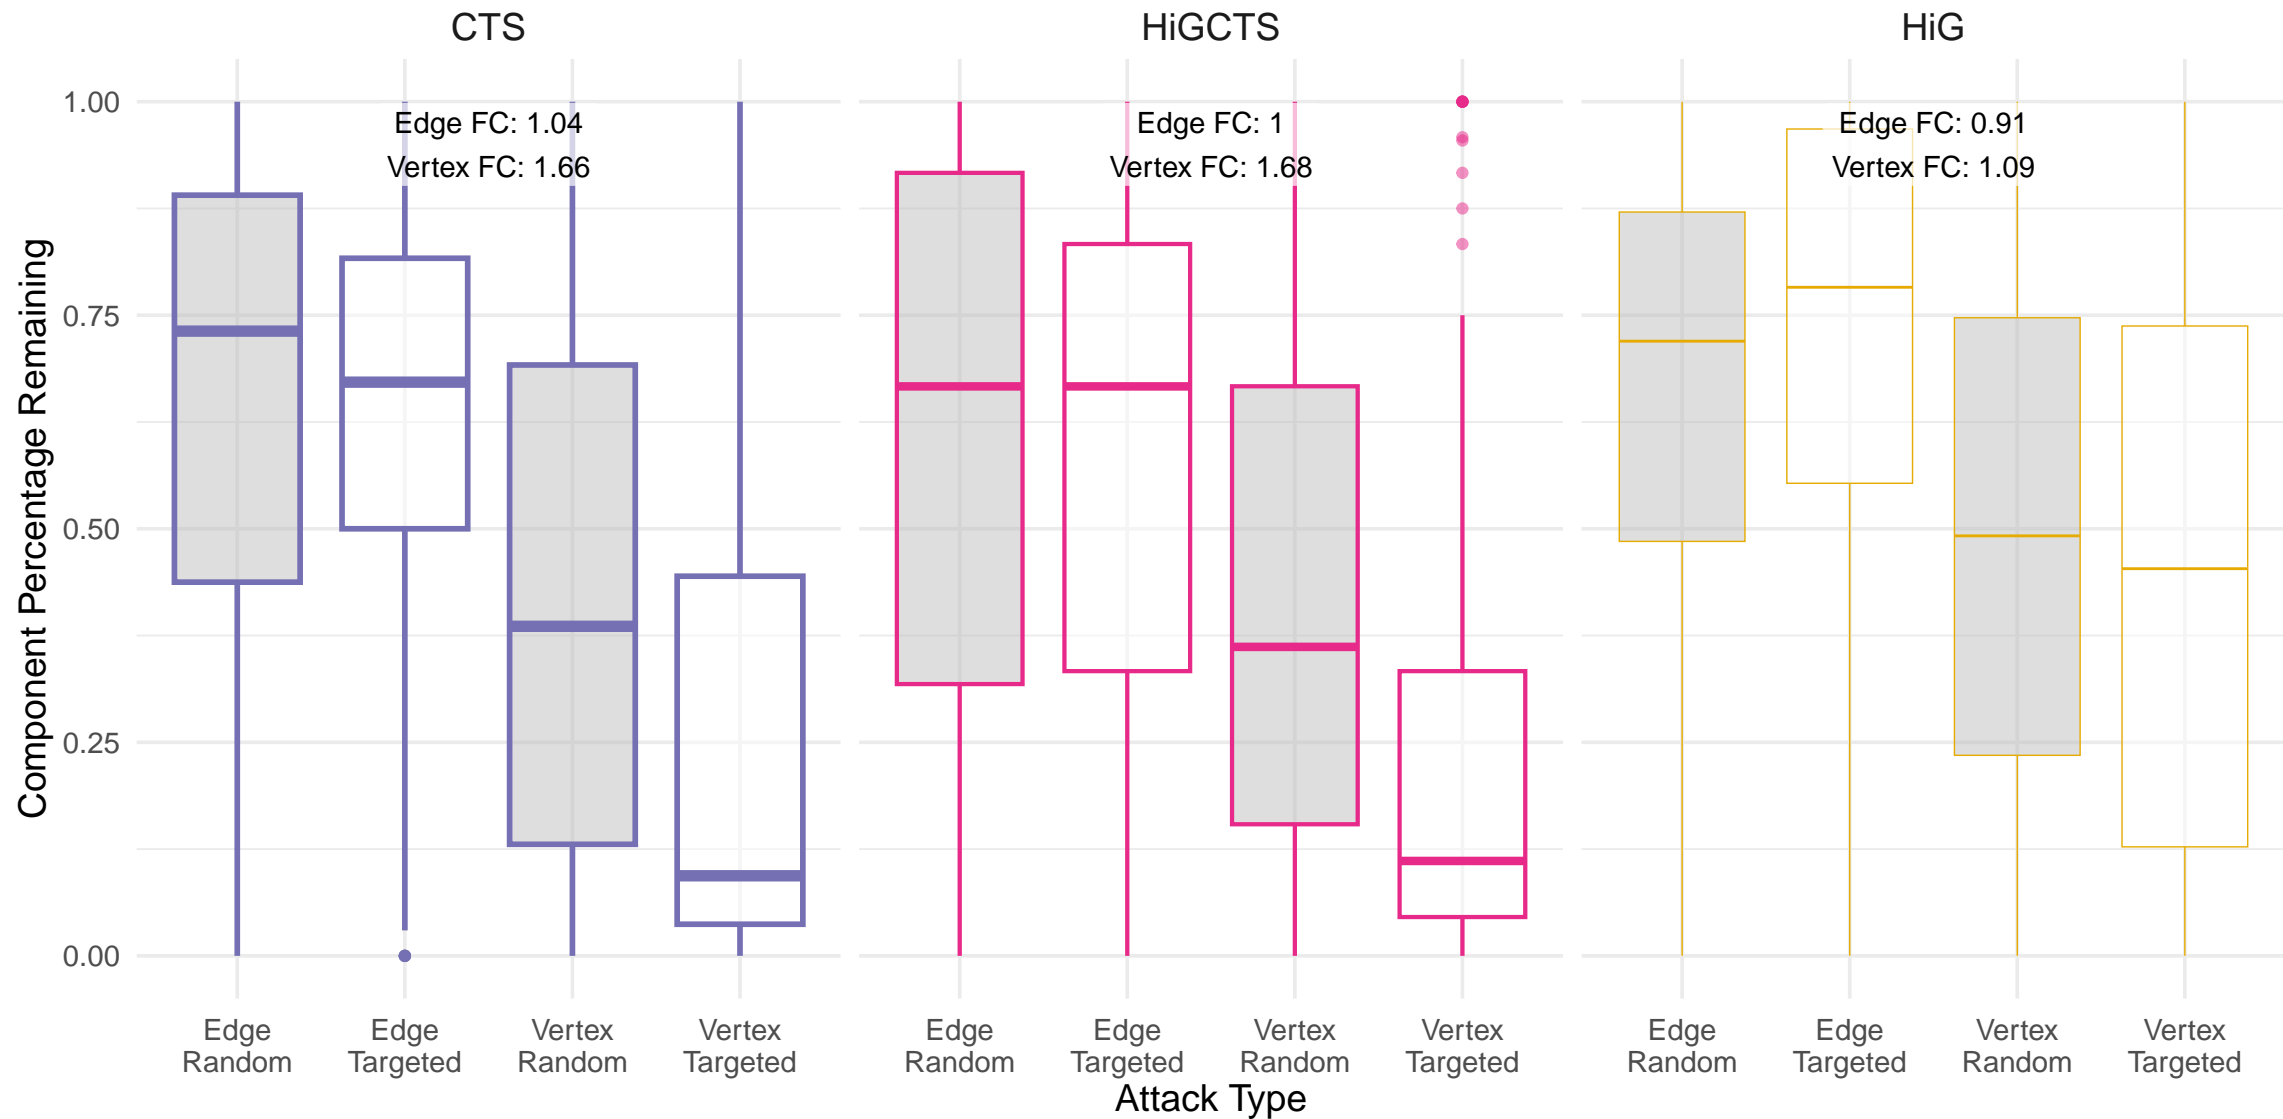 CTS
HiGCTS
HiG
Component Percentage Remaining
1.00
0.75
0.50
0.25
0.00
Edge FC: 1.04
Vertex FC: 1.66
Edge FC: 1
Vertex FC: 1.68
Edge FC: 0.91
Vertex FC: 1.09
Edge
Random
Edge
Targeted
Vertex
Random
Vertex
Targeted
Edge
Random
Edge
Targeted
Vertex
Random
Vertex
Targeted
Edge
Random
Edge
Targeted
Vertex
Random
Vertex
Targeted
Attack Type